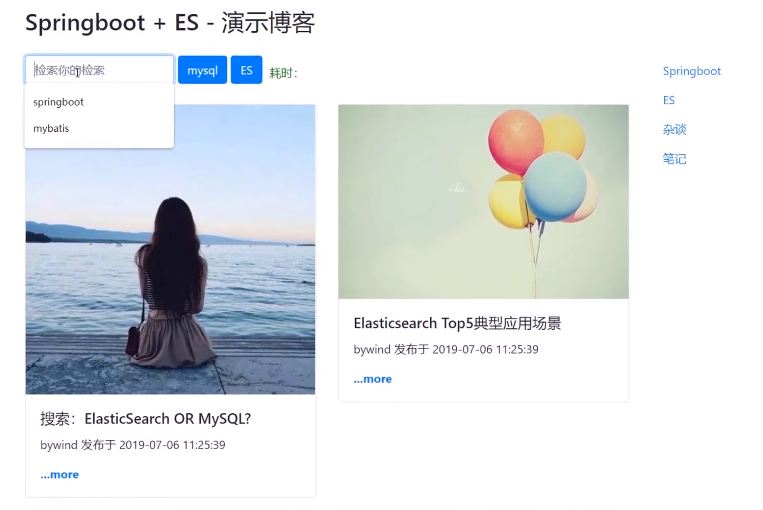 Springboot + ES - 演示博客
检索你的检索
mysql
ES
耗时：
springboot
mybatis
Springboot
ES
杂谈
笔记
搜索：ElasticSearch OR MySQL?
bywind 发布于 2019-07-06 11:25:39
...more
Elasticsearch Top5典型应用场景
bywind 发布于 2019-07-06 11:25:39
...more